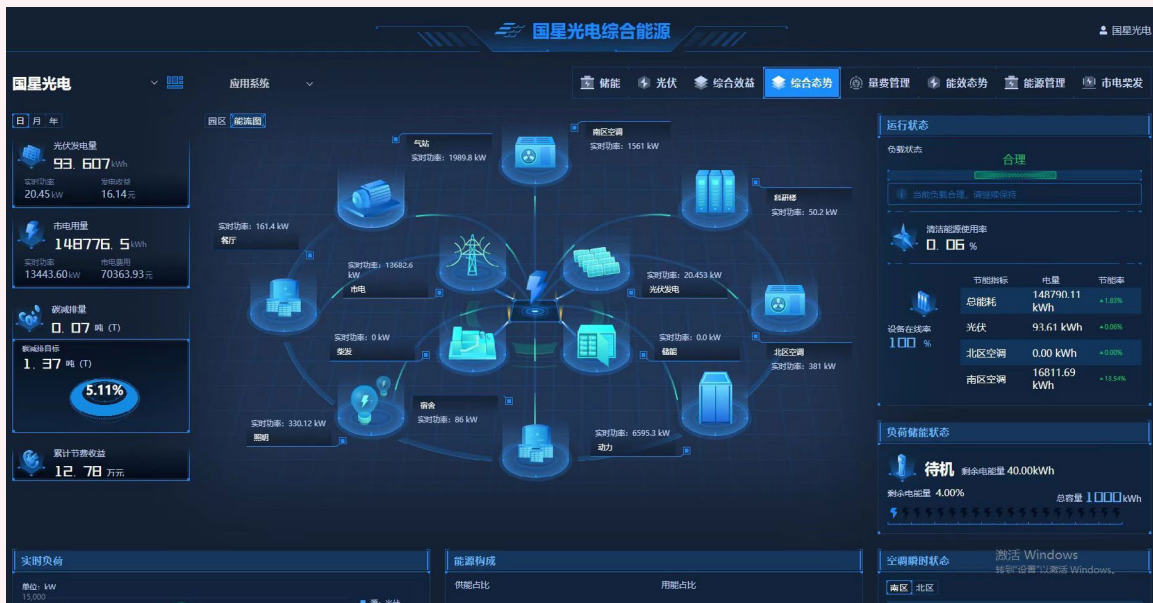 国星光电综合能源
国星光电
国星光电
应用系统
储能
光伏
综合效益
综合态势
量费管理
能效态势
能源管理
市电柴发
日 月 年
光伏发电量
93. 607 kWh
实时功率
发电收益
20.45 kW
16.14 元
市电用量
148776. 5 kWh
实时功率
市电费用
13443.60 kW
70363.93 元
碳减排量
0. 07 吨 (T)
碳减排目标
1. 37 吨 (T)
5.11%
累计节费收益
12. 78 万元
园区 能流图
气站
实时功率: 1989.8 kW
南区空调
实时功率: 1561 kW
科研楼
实时功率: 50.2 kW
实时功率: 161.4 kW
餐厅
实时功率: 13682.6
kW
市电
实时功率: 20.453 kW
光伏发电
实时功率: 0 kW
柴发
实时功率: 0.0 kW
储能
北区空调
实时功率: 381 kW
宿舍
实时功率: 86 kW
实时功率: 330.12 kW
照明
实时功率: 6595.3 kW
动力
运行状态
负载状态
合理
当前负载合理, 请继续保持
清洁能源使用率
0. 06 %
设备在线率
100 %
节能指标 电量 节能率
总能耗 148790.11 kWh 1.83%
光伏 93.61 kWh 0.06%
北区空调 0.00 kWh 0.00%
南区空调 16811.69 kWh 13.54%
负荷储能状态
待机 剩余电能量 40.00kWh
剩余电能量 4.00%
总容量 1000 kWh
实时负荷
单位: kW
15,000
源: 光伏
能源构成
供能占比
用能占比
空调瞬时状态
南区 北区
激活 Windows
转到"设置"以激活 Windows。